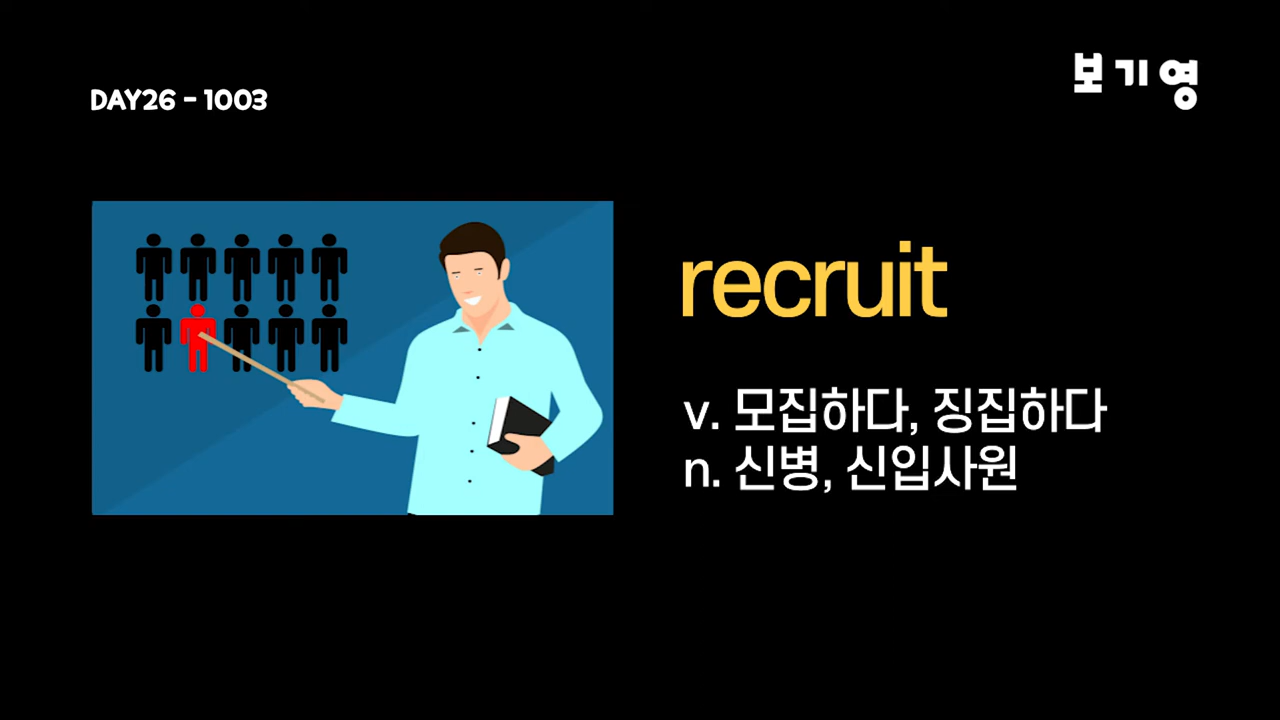 DAY26 - 1003
보기영
recruit
v. 모집하다, 징집하다
n. 신병, 신입사원